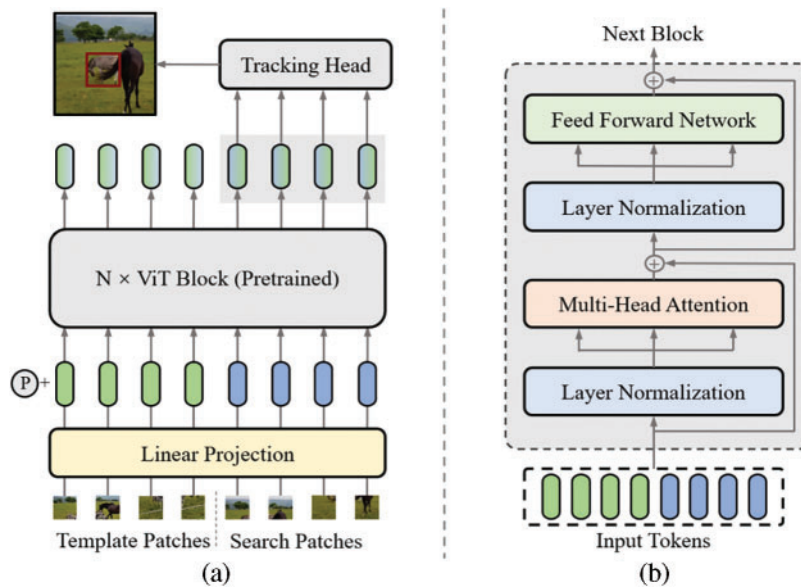 Tracking Head
N × ViT Block (Pretrained)
P +
Linear Projection
Template Patches
Search Patches
(a)
Next Block
+
Feed Forward Network
Layer Normalization
+
Multi-Head Attention
Layer Normalization
Input Tokens
(b)